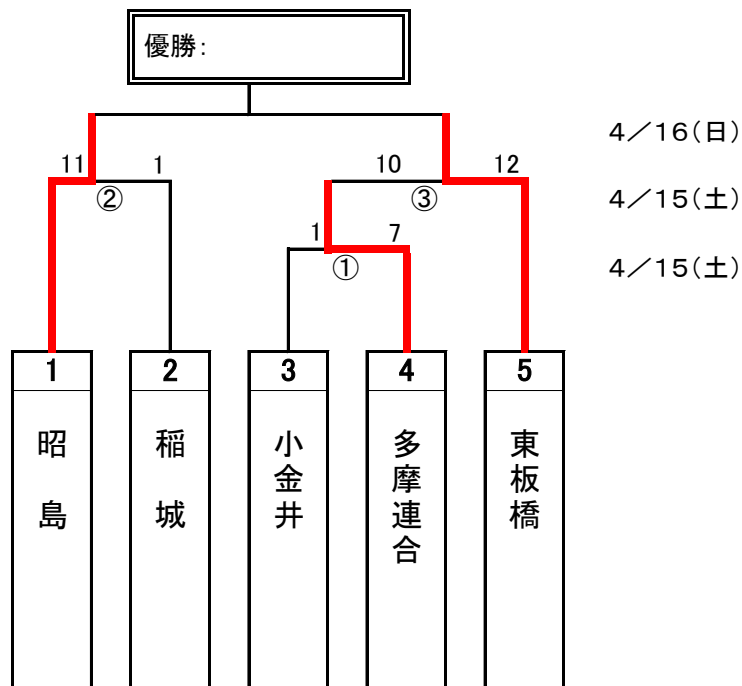 優勝:
4/16(日)
11 1 10 12
② ③ 4/15(土)
1 7
① 4/15(土)
1 2 3 4 5
昭島
稲城
小金井
多摩連合
東板橋